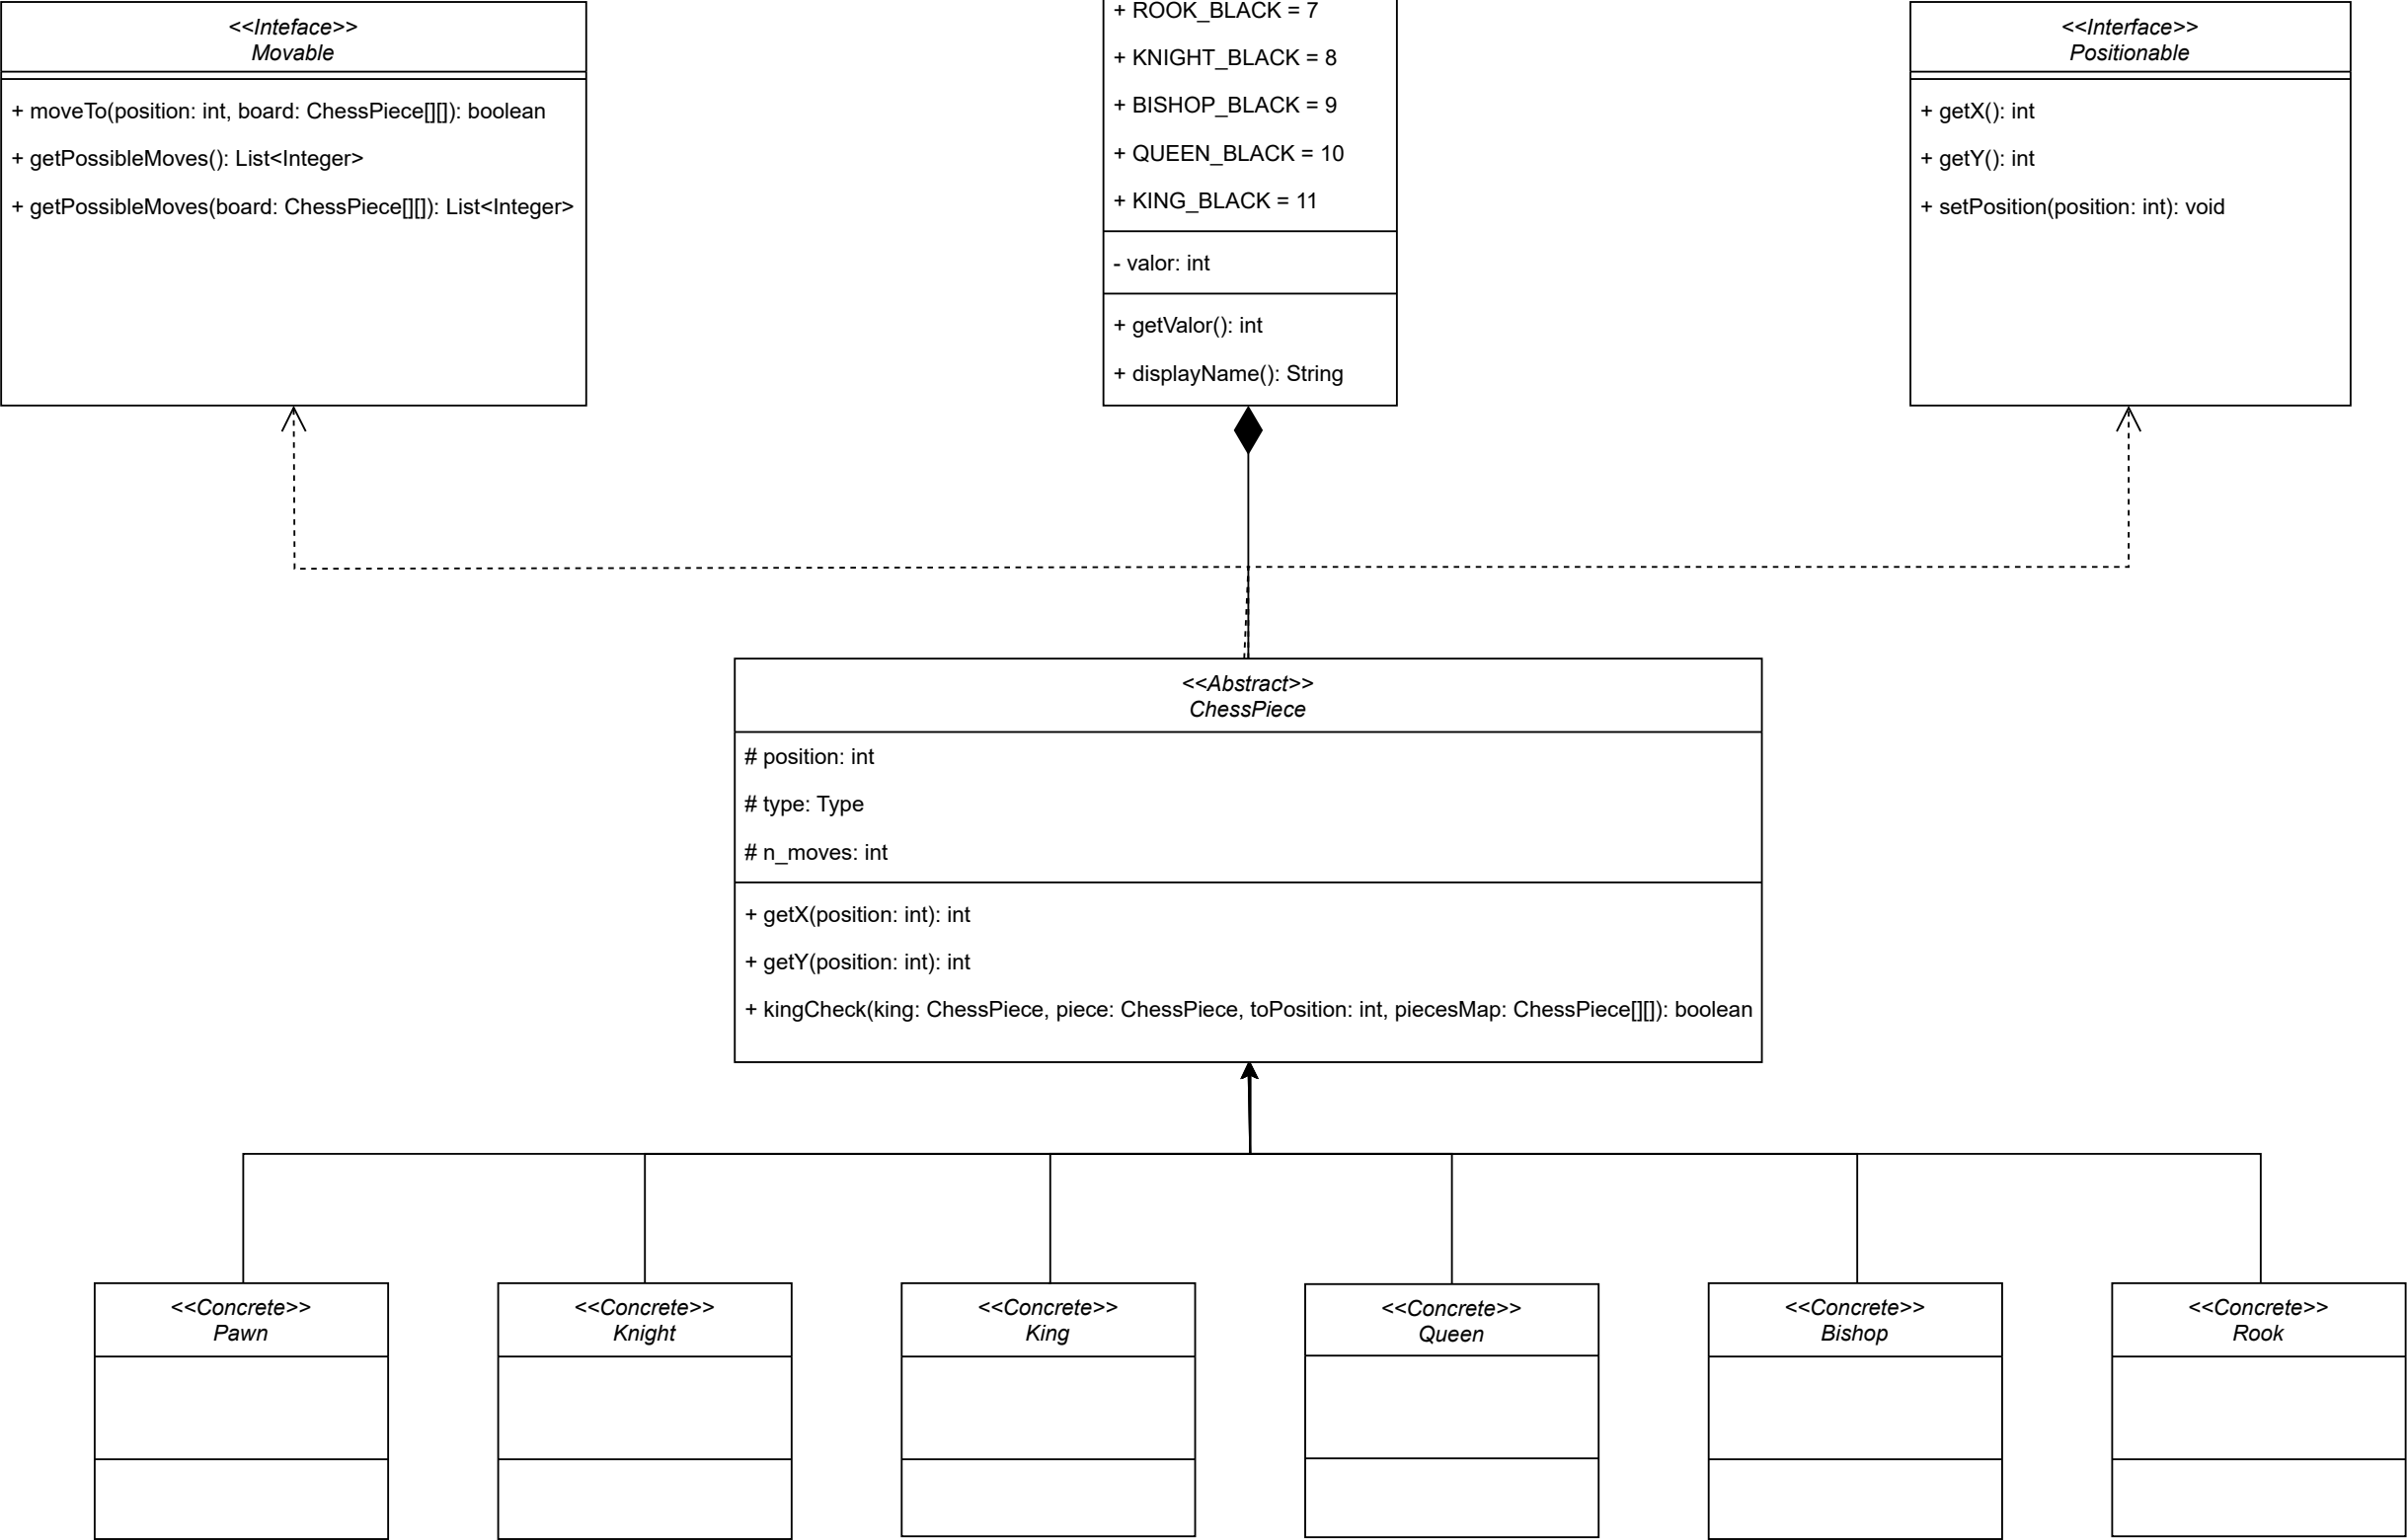 <<Inteface>>
Movable
+ moveTo(position: int, board: ChessPiece[][]): boolean
+ getPossibleMoves(): List<Integer>
+ getPossibleMoves(board: ChessPiece[][]): List<Integer>
+ ROOK_BLACK = 7
+ KNIGHT_BLACK = 8
+ BISHOP_BLACK = 9
+ QUEEN_BLACK = 10
+ KING_BLACK = 11
- valor: int
+ getValor(): int
+ displayName(): String
<<Interface>>
Positionable
+ getX(): int
+ getY(): int
+ setPosition(position: int): void
<<Abstract>>
ChessPiece
# position: int
# type: Type
# n_moves: int
+ getX(position: int): int
+ getY(position: int): int
+ kingCheck(king: ChessPiece, piece: ChessPiece, toPosition: int, piecesMap: ChessPiece[][]): boolean
<<Concrete>>
Pawn
<<Concrete>>
Knight
<<Concrete>>
King
<<Concrete>>
Queen
<<Concrete>>
Bishop
<<Concrete>>
Rook